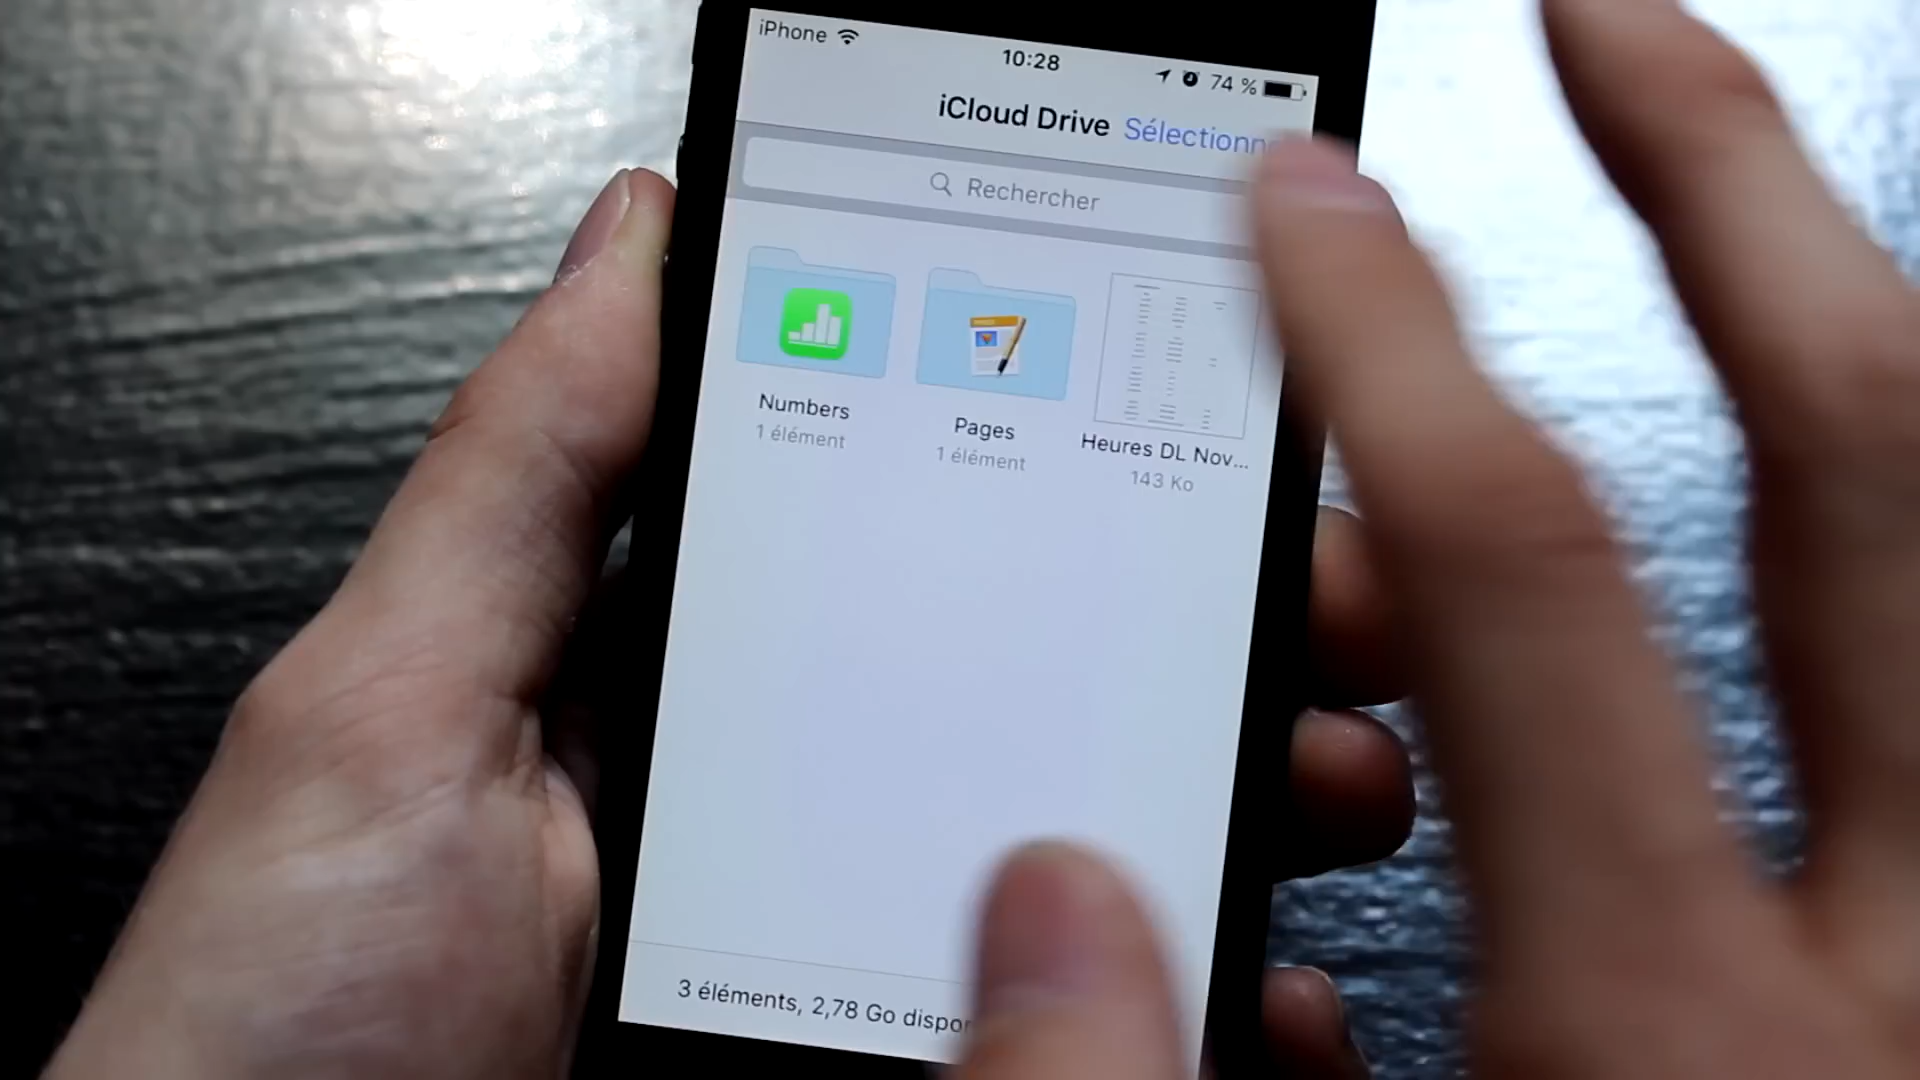 iPhone
10:28
74 %
iCloud Drive
Rechercher
Numbers
1 élément
Pages
1 élément
Heures DL Nov...
143 Ko
3 éléments, 2,78 Go